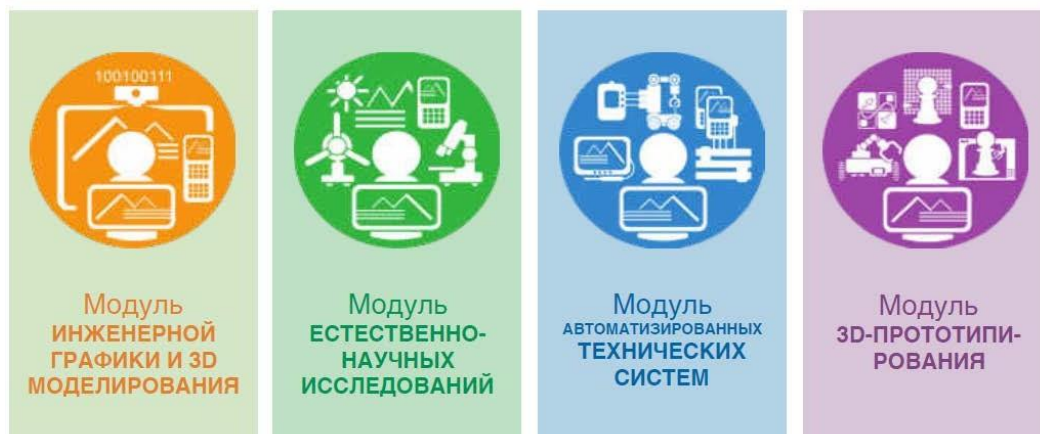 100100111
Модуль
ИНЖЕНЕРНОЙ
ГРАФИКИ И 3D
МОДЕЛИРОВАНИЯ
Модуль
ЕСТЕСТВЕННО-
НАУЧНЫХ
ИССЛЕДОВАНИЙ
Модуль
АВТОМАТИЗИРОВАННЫХ
ТЕХНИЧЕСКИХ
СИСТЕМ
Модуль
3D-ПРОТОТИПИ-
РОВАНИЯ